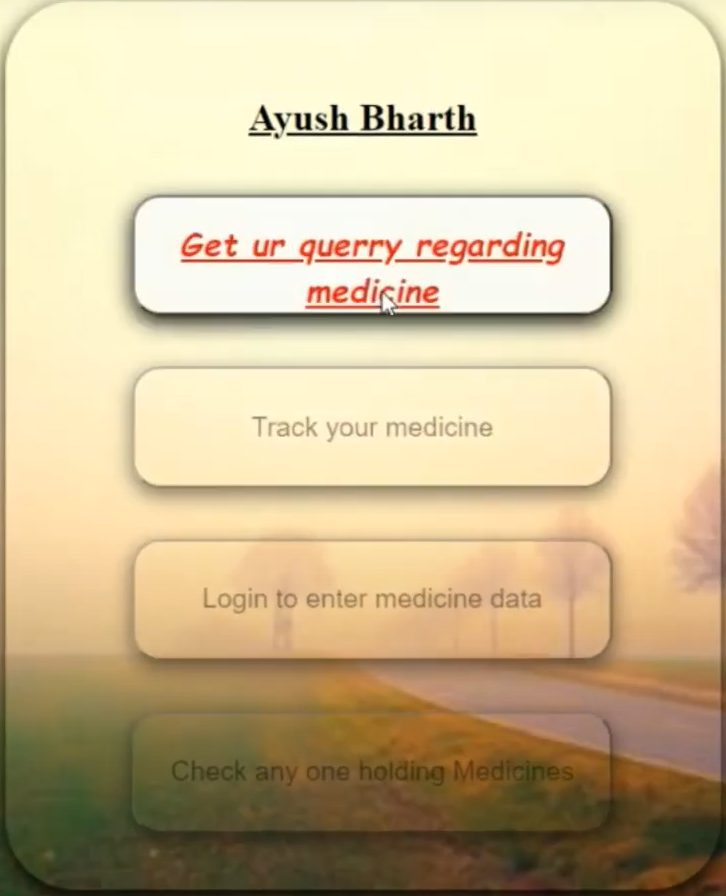 Ayush Bharth
Get ur querry regarding
medicine
Track your medicine
Login to enter medicine data
Check any one holding Medicines